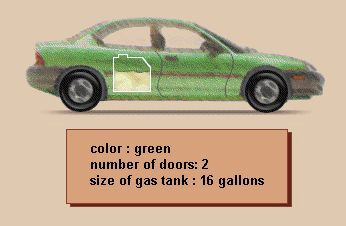 color : green
number of doors: 2
size of gas tank : 16 gallons